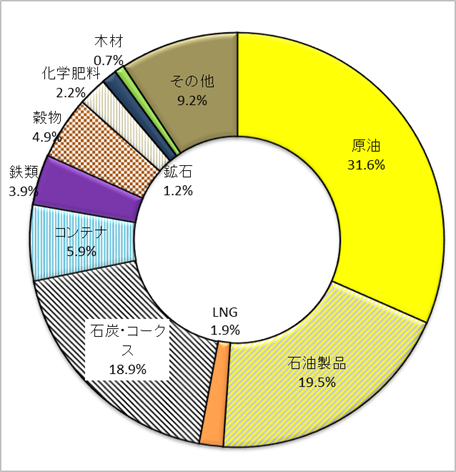 木材
0.7%
化学肥料
2.2%
穀物
4.9%
鉄類
3.9%
コンテナ
5.9%
石炭・コーク
ス
18.9%
LNG
1.9%
石油製品
19.5%
原油
31.6%
その他
9.2%
鉱石
1.2%